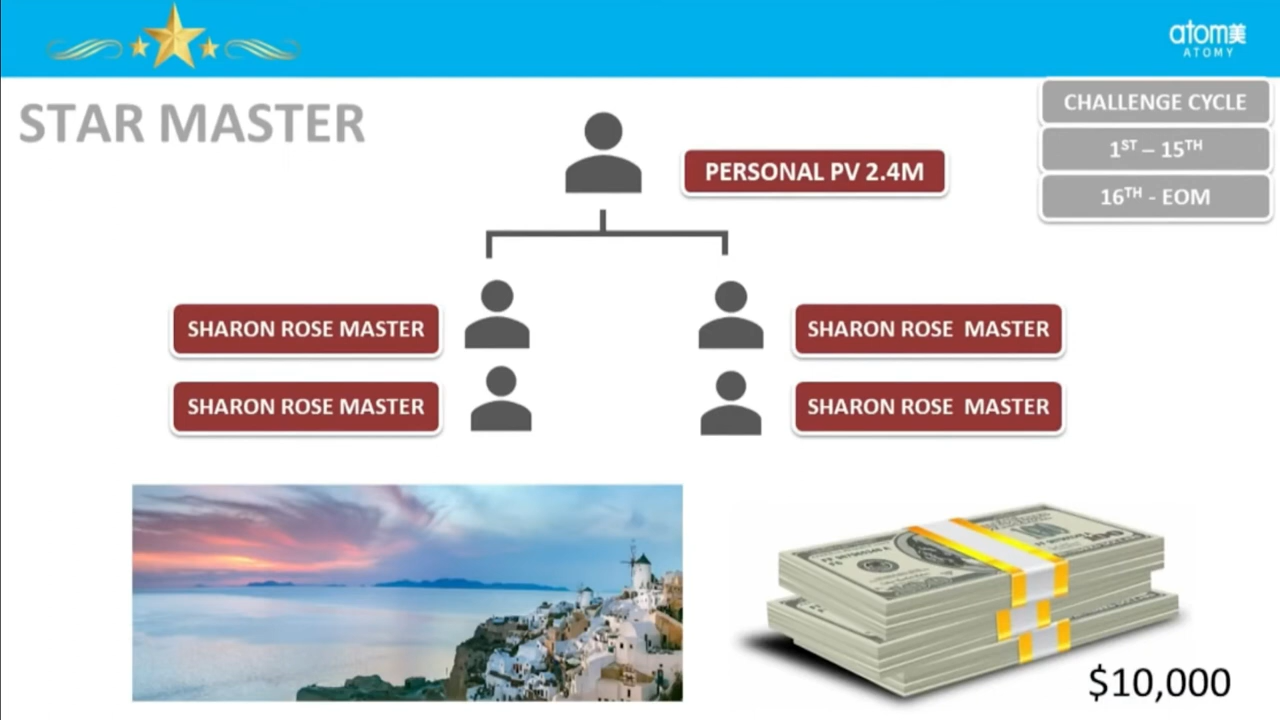 atom美
ATOMY
STAR MASTER
CHALLENGE CYCLE
1ST – 15TH
16TH - EOM
PERSONAL PV 2.4M
SHARON ROSE MASTER
SHARON ROSE MASTER
SHARON ROSE MASTER
SHARON ROSE MASTER
100
$10,000